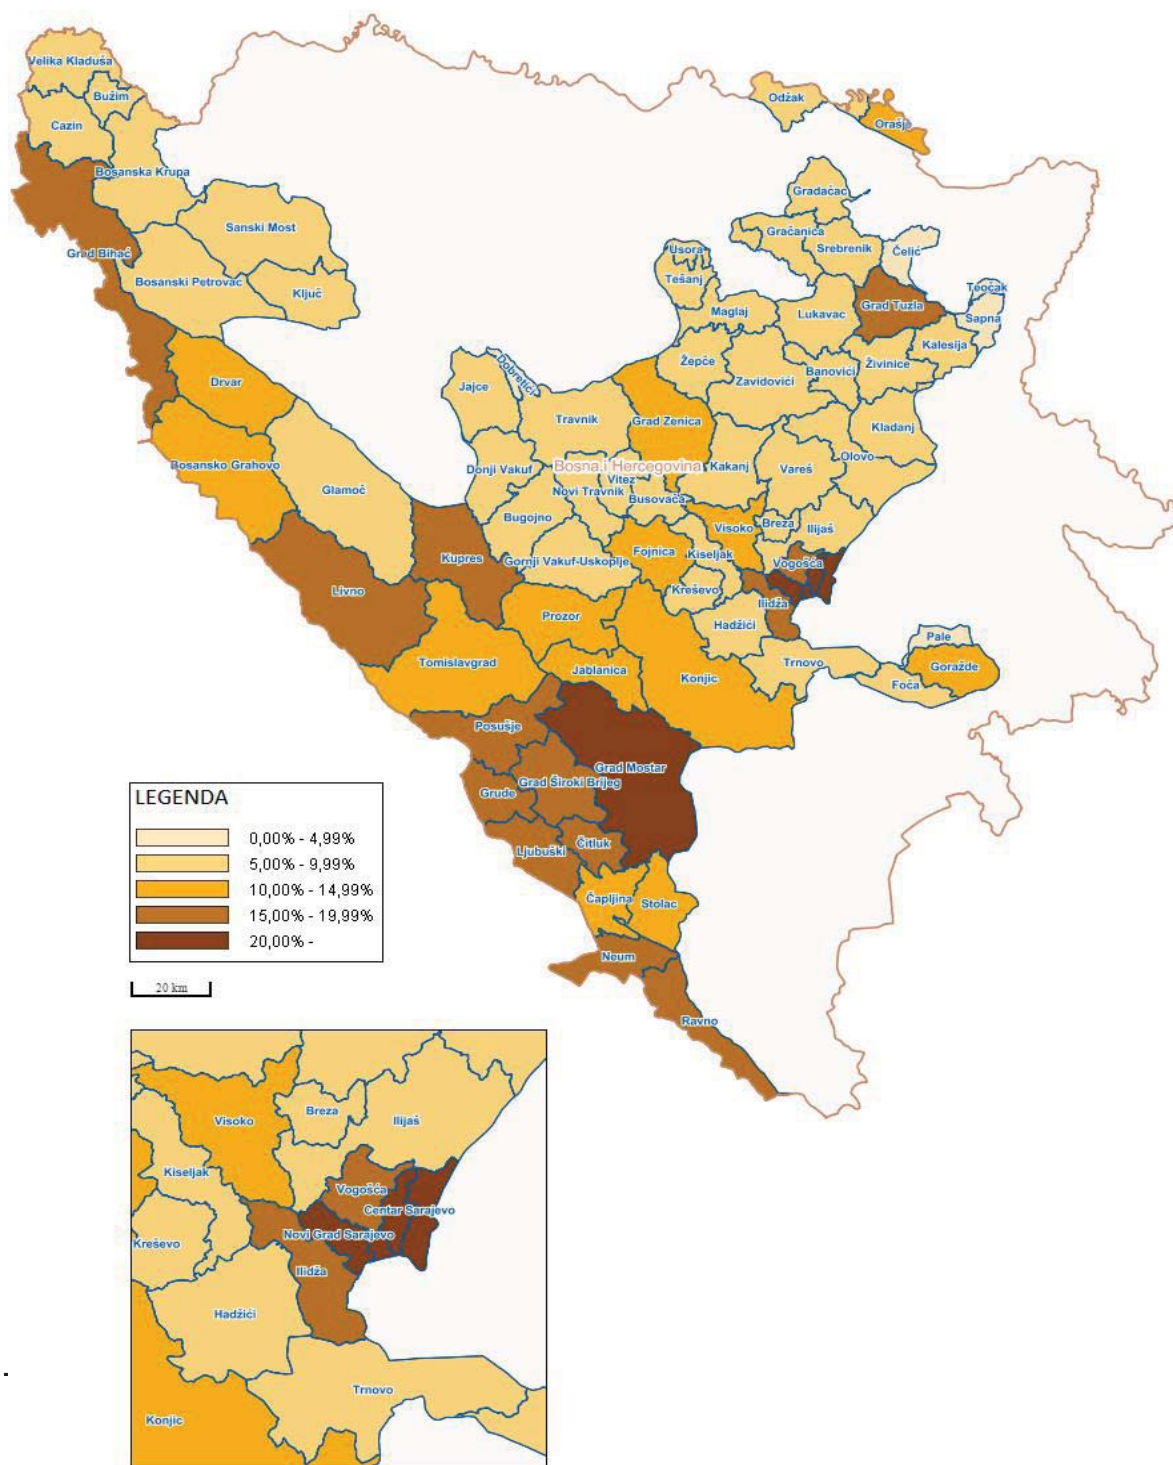 Velika Kladuša
Bužim
Cazin
Bosanska Krupa
Sanski Most
Grad Bihać
Bosanski Petrovac
Ključ
Drvar
Bosansko Grahovo
Glamoč
Livno
Kupres
Tomislavgrad
Odžak
Orašje
Gradačac
Gračanica
Srebrenik
Čelić
Usora
Tešanj
Maglaj
Lukavac
Grad Tuzla
Teočak
Sapna
Kalesija
Žepče
Zavidovići
Banovići
Živinice
Jajce
Dobretići
Travnik
Grad Zenica
Kladanj
Olovo
Donji Vakuf
Bosna i Hercegovina
Kakanj
Vareš
Vitez
Novi Travnik
Busovača
Bugojno
Visoko
Breza
Ilijaš
Gornji Vakuf-Uskoplje
Fojnica
Kiseljak
Vogošća
Kreševo
Ilidža
Hadžići
Prozor
Jablanica
Konjic
Trnovo
Pale
Goražde
Foča
Posušje
Grad Mostar
Grad Široki Brijeg
Grude
Ljubuški
Čitluk
Čapljina
Stolac
Neum
Ravno
LEGENDA
0,00% - 4,99%
5,00% - 9,99%
10,00% - 14,99%
15,00% - 19,99%
20,00% -
20 km
Visoko
Breza
Ilijaš
Kiseljak
Vogošća
Centar Sarajevo
Novi Grad Sarajevo
Kreševo
Ilidža
Hadžići
Trnovo
Konjic